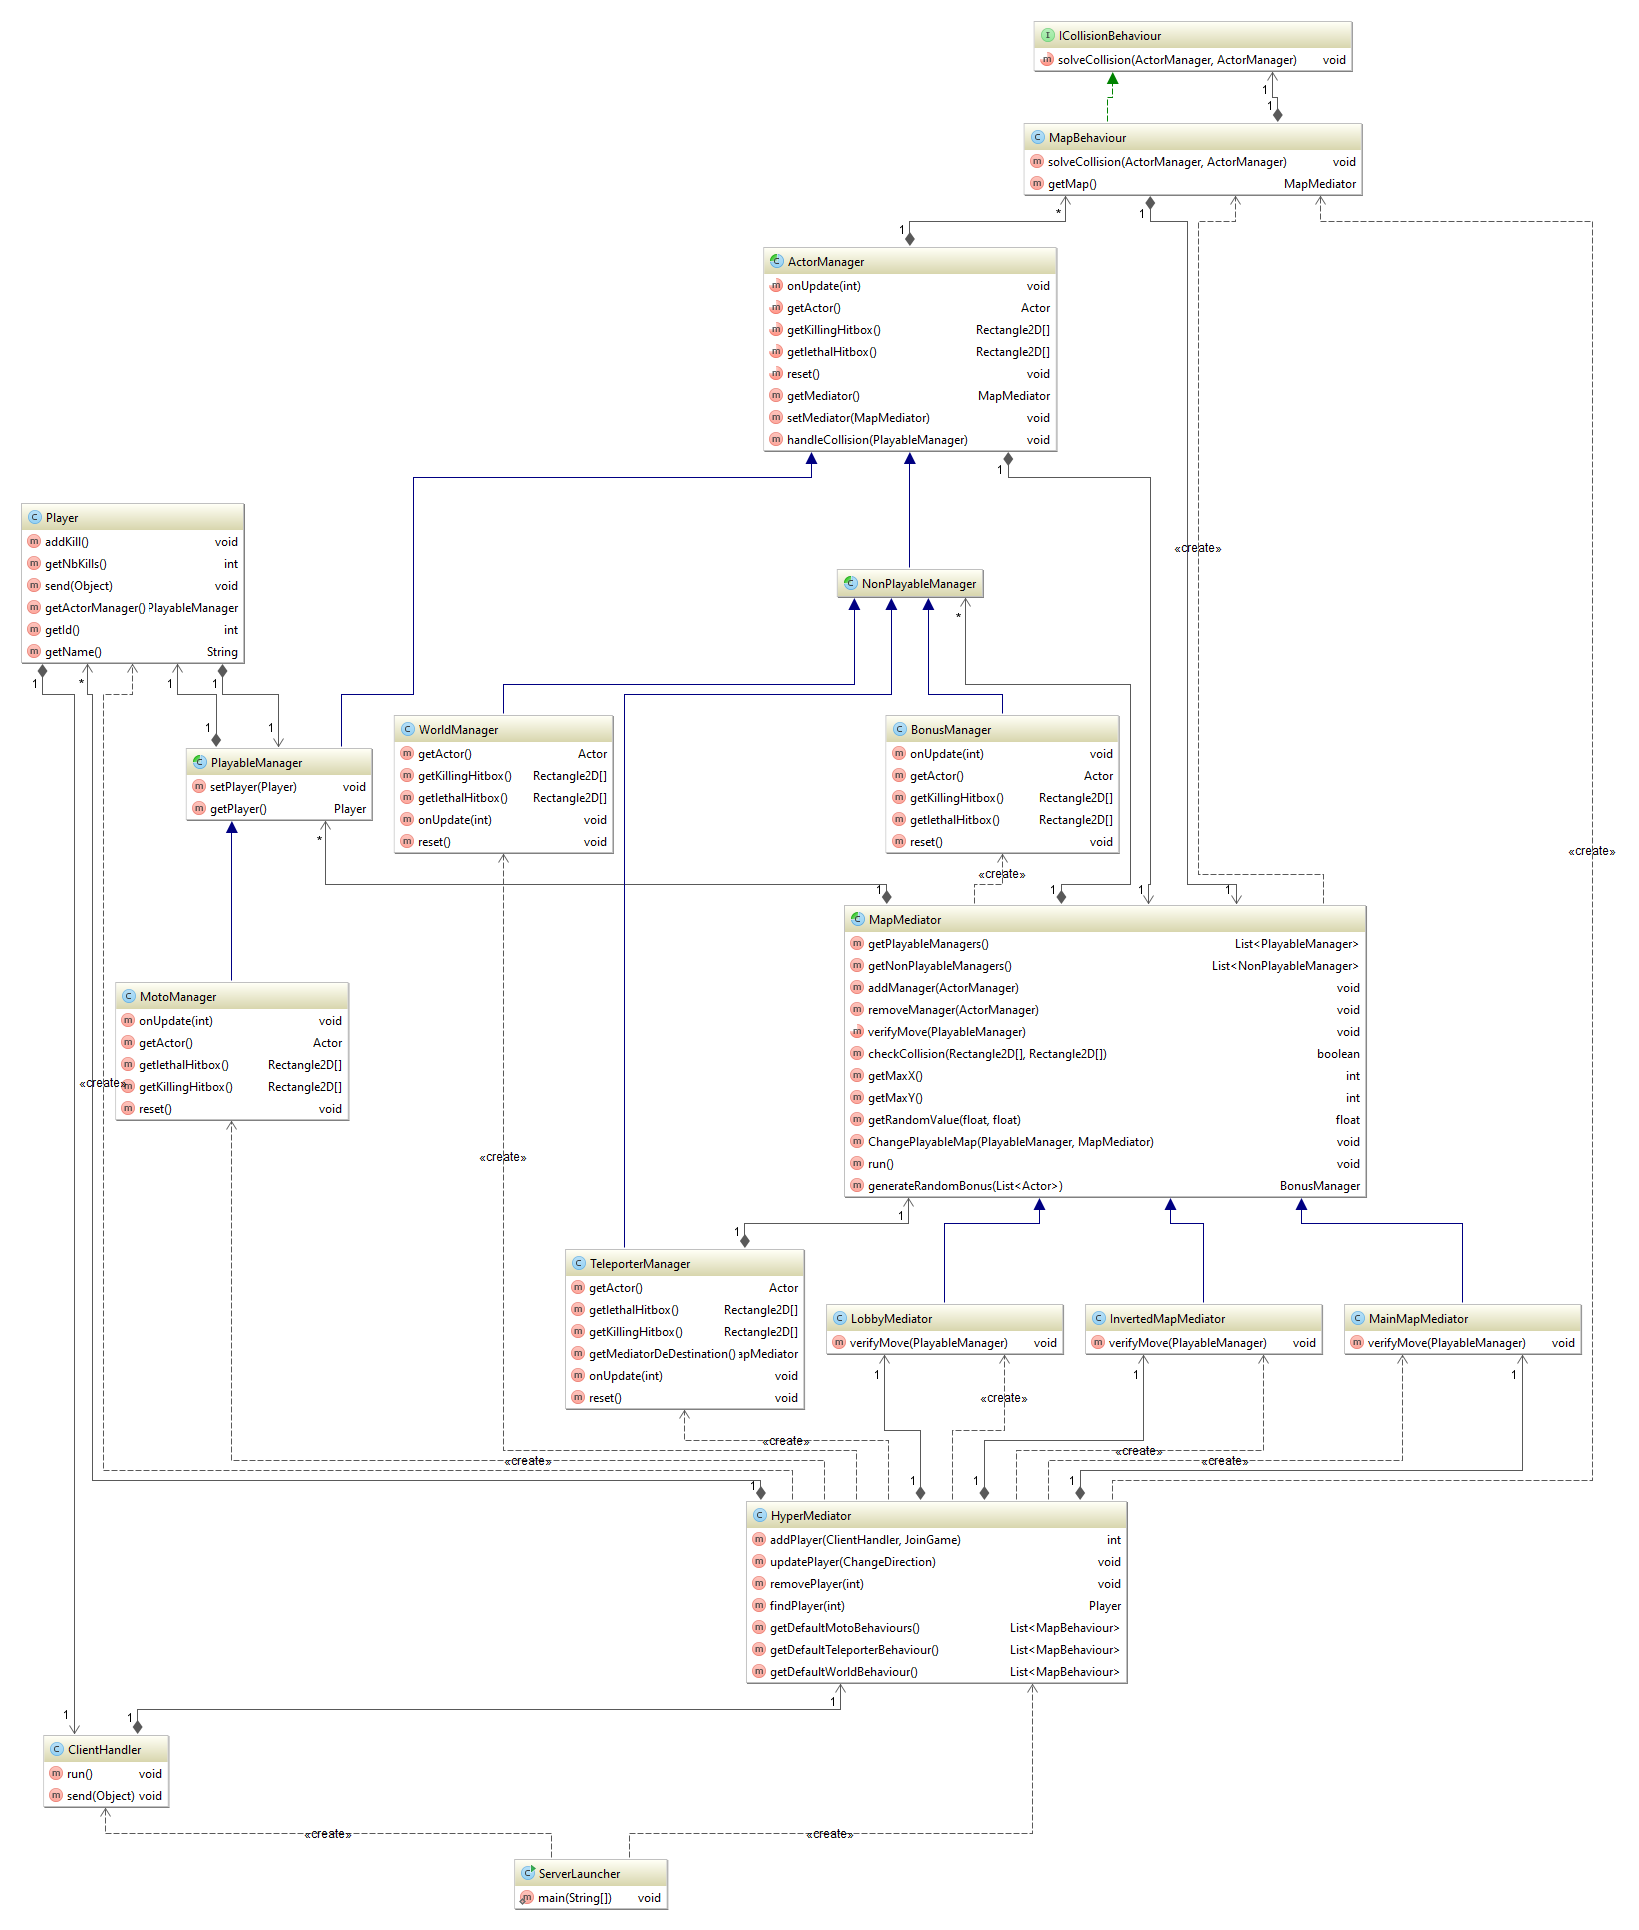 ICollisionBehaviour
solveCollision(ActorManager, ActorManager) void
1
1
MapBehaviour
solveCollision(ActorManager, ActorManager) void
getMap() MapMediator
* 1
1
ActorManager
onUpdate(int) void
getActor() Actor
getKillingHitbox() Rectangle2D[]
getlethalHitbox() Rectangle2D[]
reset() void
getMediator() MapMediator
setMediator(MapMediator) void
handleCollision(PlayableManager) void
1
Player
addKill() void
getNbKills() int
send(Object) void
getActorManager() PlayableManager
getId() int
getName() String
«create»
NonPlayableManager
*
1 * 1 1
1 1
PlayableManager
setPlayer(Player) void
getPlayer() Player
*
WorldManager
getActor() Actor
getKillingHitbox() Rectangle2D[]
getlethalHitbox() Rectangle2D[]
onUpdate(int) void
reset() void
BonusManager
onUpdate(int) void
getActor() Actor
getKillingHitbox() Rectangle2D[]
getlethalHitbox() Rectangle2D[]
reset() void
«create»
«create»
1 1 1 1
MapMediator
getPlayableManagers() List<PlayableManager>
getNonPlayableManagers() List<NonPlayableManager>
addManager(ActorManager) void
removeManager(ActorManager) void
verifyMove(PlayableManager) void
checkCollision(Rectangle2D[], Rectangle2D[]) boolean
getMaxX() int
getMaxY() int
getRandomValue(float, float) float
ChangePlayableMap(PlayableManager, MapMediator) void
run() void
generateRandomBonus(List<Actor>) BonusManager
MotoManager
onUpdate(int) void
getActor() Actor
getlethalHitbox() Rectangle2D[]
getKillingHitbox() Rectangle2D[]
reset() void
«create»
«create»
1
1
TeleporterManager
getActor() Actor
getlethalHitbox() Rectangle2D[]
getKillingHitbox() Rectangle2D[]
getMediatorDeDestination() apMediator
onUpdate(int) void
reset() void
LobbyMediator
verifyMove(PlayableManager) void
InvertedMapMediator
verifyMove(PlayableManager) void
MainMapMediator
verifyMove(PlayableManager) void
1 1 1
«create»
«create»
«create»
«create» «create»
1 1 1 1
HyperMediator
addPlayer(ClientHandler, JoinGame) int
updatePlayer(ChangeDirection) void
removePlayer(int) void
findPlayer(int) Player
getDefaultMotoBehaviours() List<MapBehaviour>
getDefaultTeleporterBehaviour() List<MapBehaviour>
getDefaultWorldBehaviour() List<MapBehaviour>
1
1 1
ClientHandler
run() void
send(Object) void
«create» «create»
ServerLauncher
main(String[]) void